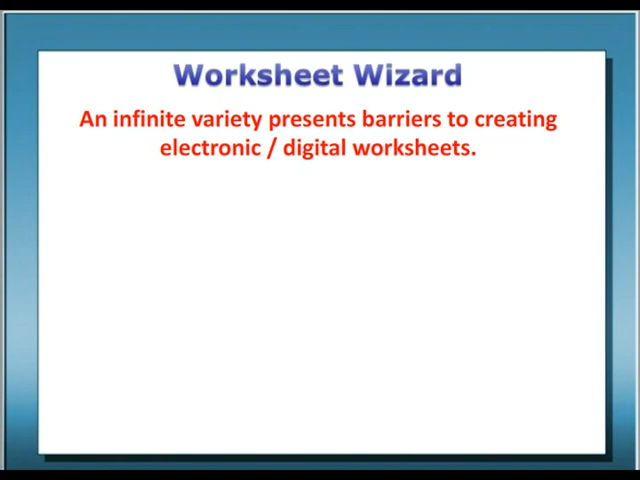 Worksheet Wizard
An infinite variety presents barriers to creating
electronic / digital worksheets.